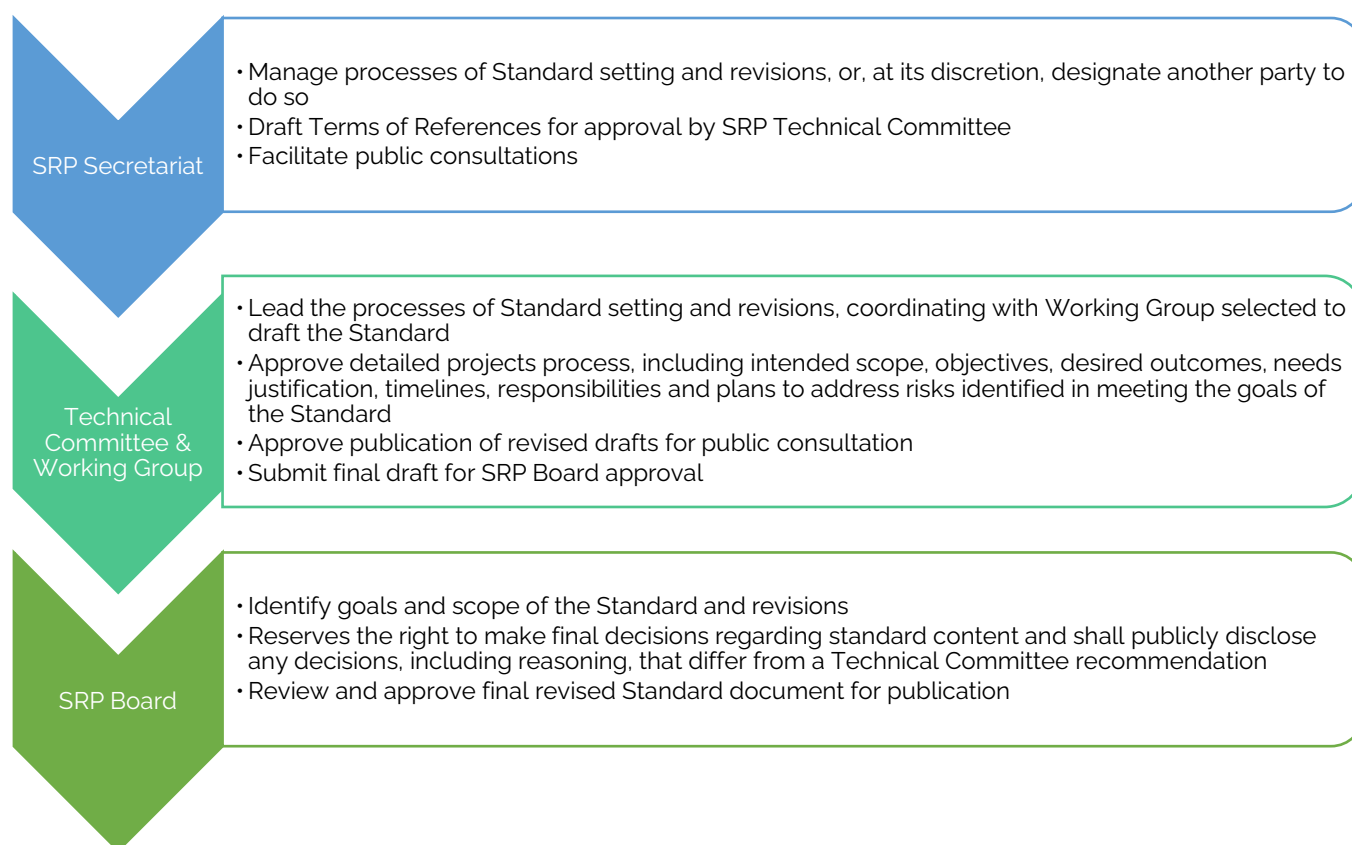 SRP Secretariat
• Manage processes of Standard setting and revisions, or, at its discretion, designate another party to
do so
• Draft Terms of References for approval by SRP Technical Committee
• Facilitate public consultations
Technical
Committee &
Working Group
• Lead the processes of Standard setting and revisions, coordinating with Working Group selected to
draft the Standard
• Approve detailed projects process, including intended scope, objectives, desired outcomes, needs
justification, timelines, responsibilities and plans to address risks identified in meeting the goals of
the Standard
• Approve publication of revised drafts for public consultation
• Submit final draft for SRP Board approval
SRP Board
• Identify goals and scope of the Standard and revisions
• Reserves the right to make final decisions regarding standard content and shall publicly disclose
any decisions, including reasoning, that differ from a Technical Committee recommendation
• Review and approve final revised Standard document for publication